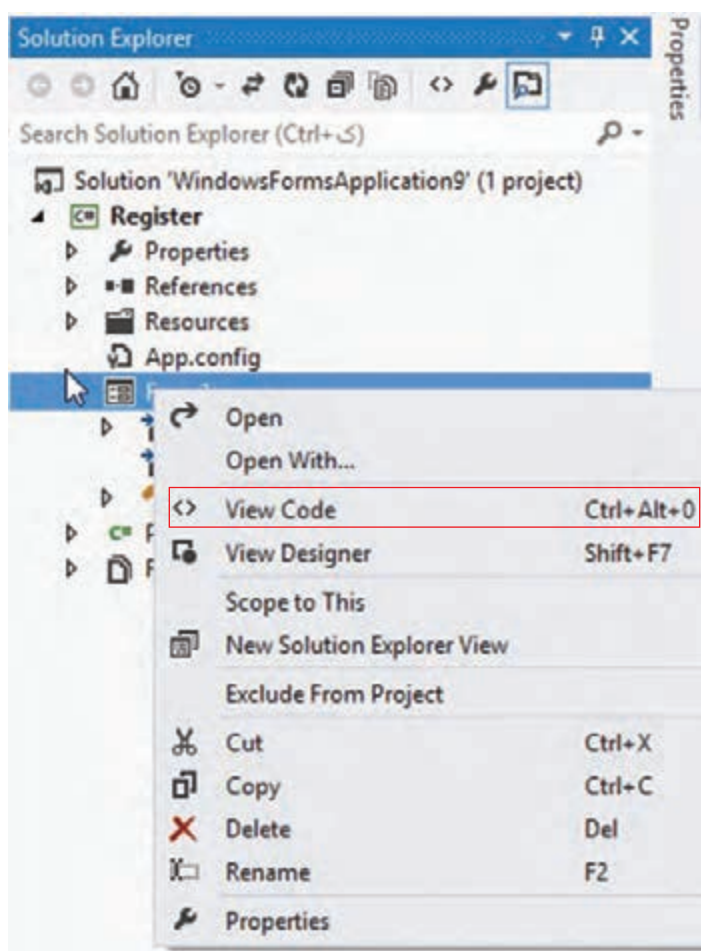 Solution Explorer
Properties
Search Solution Explorer (Ctrl+ک)
Solution 'WindowsFormsApplication9' (1 project)
C# Register
Properties
References
Resources
App.config
Open
Open With...
View Code Ctrl+Alt+0
View Designer Shift+F7
Scope to This
New Solution Explorer View
Exclude From Project
Cut Ctrl+X
Copy Ctrl+C
Delete Del
Rename F2
Properties